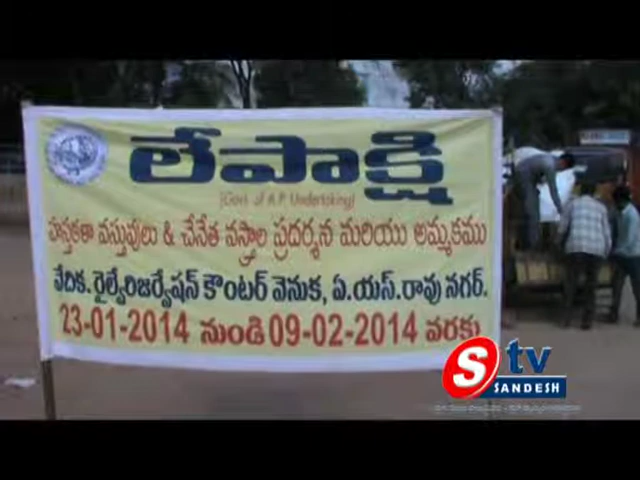 లేపాక్షి
(Govt. of A.P. Undertaking)
హస్తకళా వస్తువులు & చేనేత వస్త్రాల ప్రదర్శన మరియు అమ్మకము
వేదిక. రైల్వేరిజర్వేషన్ కౌంటర్ వెనుక, ఏ.యస్.రావు నగర్.
23-01-2014 నుండి 09-02-2014 వరకు
S tv
SANDESH